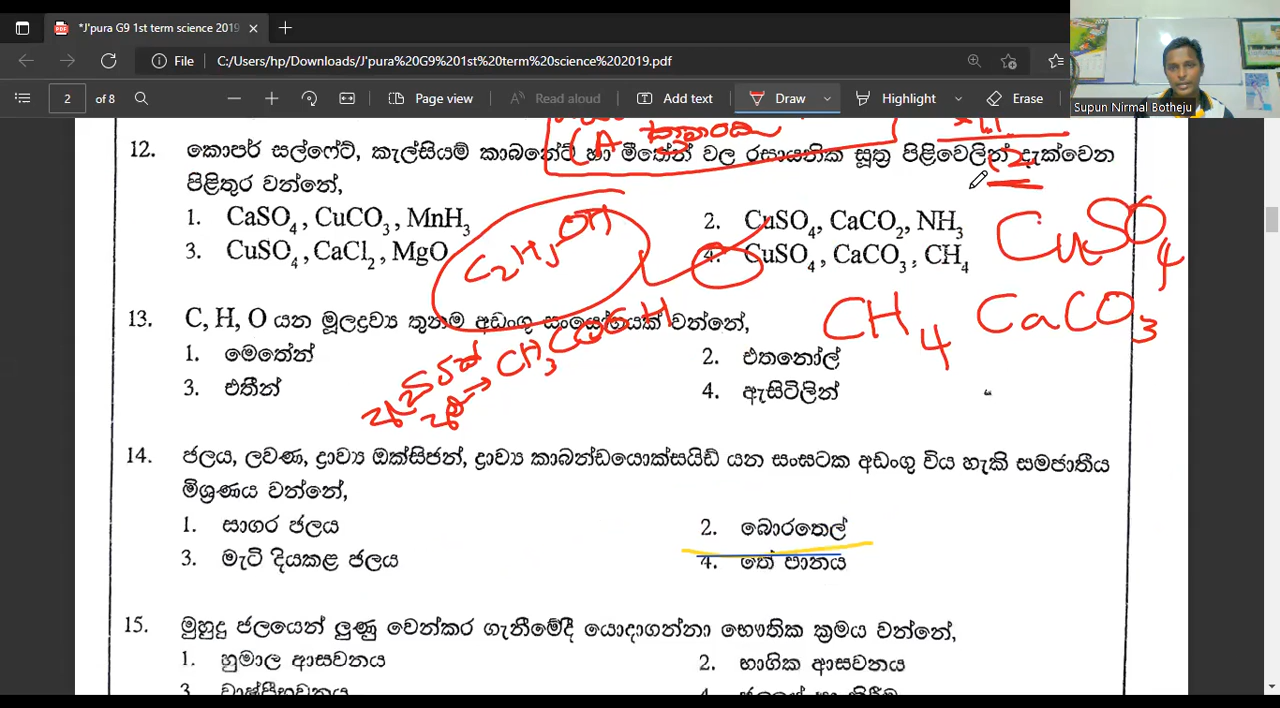 *J'pura G9 1st term science 2019
File C:/Users/hp/Downloads/J'pura%20G9%201st%20term%20science%202019.pdf
2 of 8 Page view Read aloud Add text Draw Highlight Erase
Supun Nirmal Botheju
12. කොපර් සල්ෆේට්, කැල්සියම් කාබනේට් හා මීතේන් වල රසායනික සූත්‍ර පිළිවෙලින් දැක්වෙන
පිළිතුර වන්නේ,
1. CaSO₄, CuCO₃, MnH₃ 2. CuSO₄, CaCO₂, NH₃
3. CuSO₄, CaCl₂, MgO 4. CuSO₄, CaCO₃, CH₄
CuSO₄
C₂H₅OH
CH₄ CaCO₃
13. C, H, O යන මූලද්‍රව්‍ය තුනම අඩංගු සංයෝගයක් වන්නේ,
1. මෙතේන් 2. එතනෝල්
3. එතීන් 4. ඇසිටිලින්
CH₃COOH
14. ජලය, ලවණ, ද්‍රාව්‍ය ඔක්සිජන්, ද්‍රාව්‍ය කාබන්ඩයොක්සයිඩ් යන සංඝටක අඩංගු විය හැකි සමජාතීය
මිශ්‍රණය වන්නේ,
1. සාගර ජලය 2. බොරතෙල්
3. මැටි දියකළ ජලය 4. තේ පානය
15. මුහුදු ජලයෙන් ලුණු වෙන්කර ගැනීමේදී යොදාගන්නා භෞතික ක්‍රමය වන්නේ,
1. හුමාල ආසවනය 2. භාගික ආසවනය